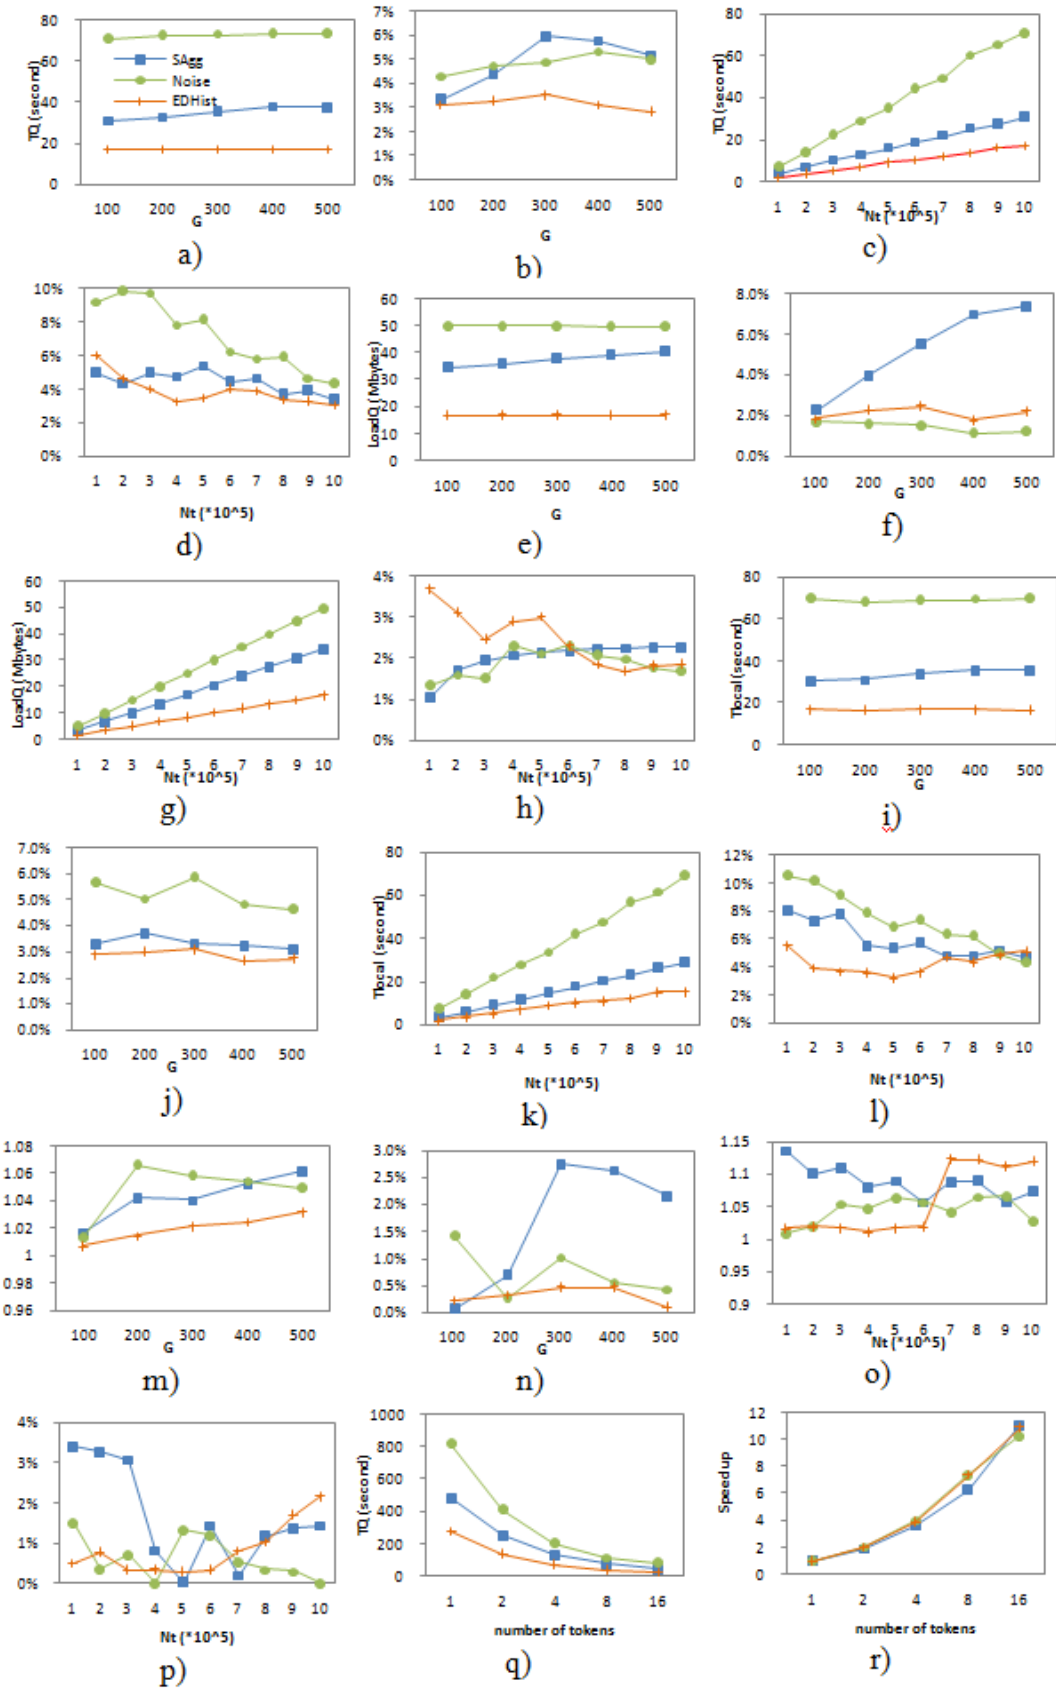 80
60
40
20
0
TQ (second)
SAgg
Noise
EDHist
100 200 300 400 500
G
a)
7%
6%
5%
4%
3%
2%
1%
0%
100 200 300 400 500
G
b)
80
60
40
20
0
TQ (second)
1 2 3 4 5 6 7 8 9 10
Nt (*10^5)
c)
10%
8%
6%
4%
2%
0%
1 2 3 4 5 6 7 8 9 10
Nt (*10^5)
d)
60
50
40
30
20
10
0
LoadQ (Mbytes)
100 200 300 400 500
G
e)
8.0%
6.0%
4.0%
2.0%
0.0%
100 200 300 400 500
G
f)
60
50
40
30
20
10
0
LoadQ (Mbytes)
1 2 3 4 5 6 7 8 9 10
Nt (*10^5)
g)
4%
3%
2%
1%
0%
1 2 3 4 5 6 7 8 9 10
Nt (*10^5)
h)
80
60
40
20
0
Tlocal (second)
100 200 300 400 500
G
i)
7.0%
6.0%
5.0%
4.0%
3.0%
2.0%
1.0%
0.0%
100 200 300 400 500
G
j)
80
60
40
20
0
Tlocal (second)
1 2 3 4 5 6 7 8 9 10
Nt (*10^5)
k)
12%
10%
8%
6%
4%
2%
0%
1 2 3 4 5 6 7 8 9 10
Nt (*10^5)
l)
1.08
1.06
1.04
1.02
1
0.98
0.96
100 200 300 400 500
G
m)
3.0%
2.5%
2.0%
1.5%
1.0%
0.5%
0.0%
100 200 300 400 500
G
n)
1.15
1.1
1.05
1
0.95
0.9
1 2 3 4 5 6 7 8 9 10
Nt (*10^5)
o)
4%
3%
2%
1%
0%
1 2 3 4 5 6 7 8 9 10
Nt (*10^5)
p)
1000
800
600
400
200
0
TQ (second)
1 2 4 8 16
number of tokens
q)
12
10
8
6
4
2
0
Speedup
1 2 4 8 16
number of tokens
r)